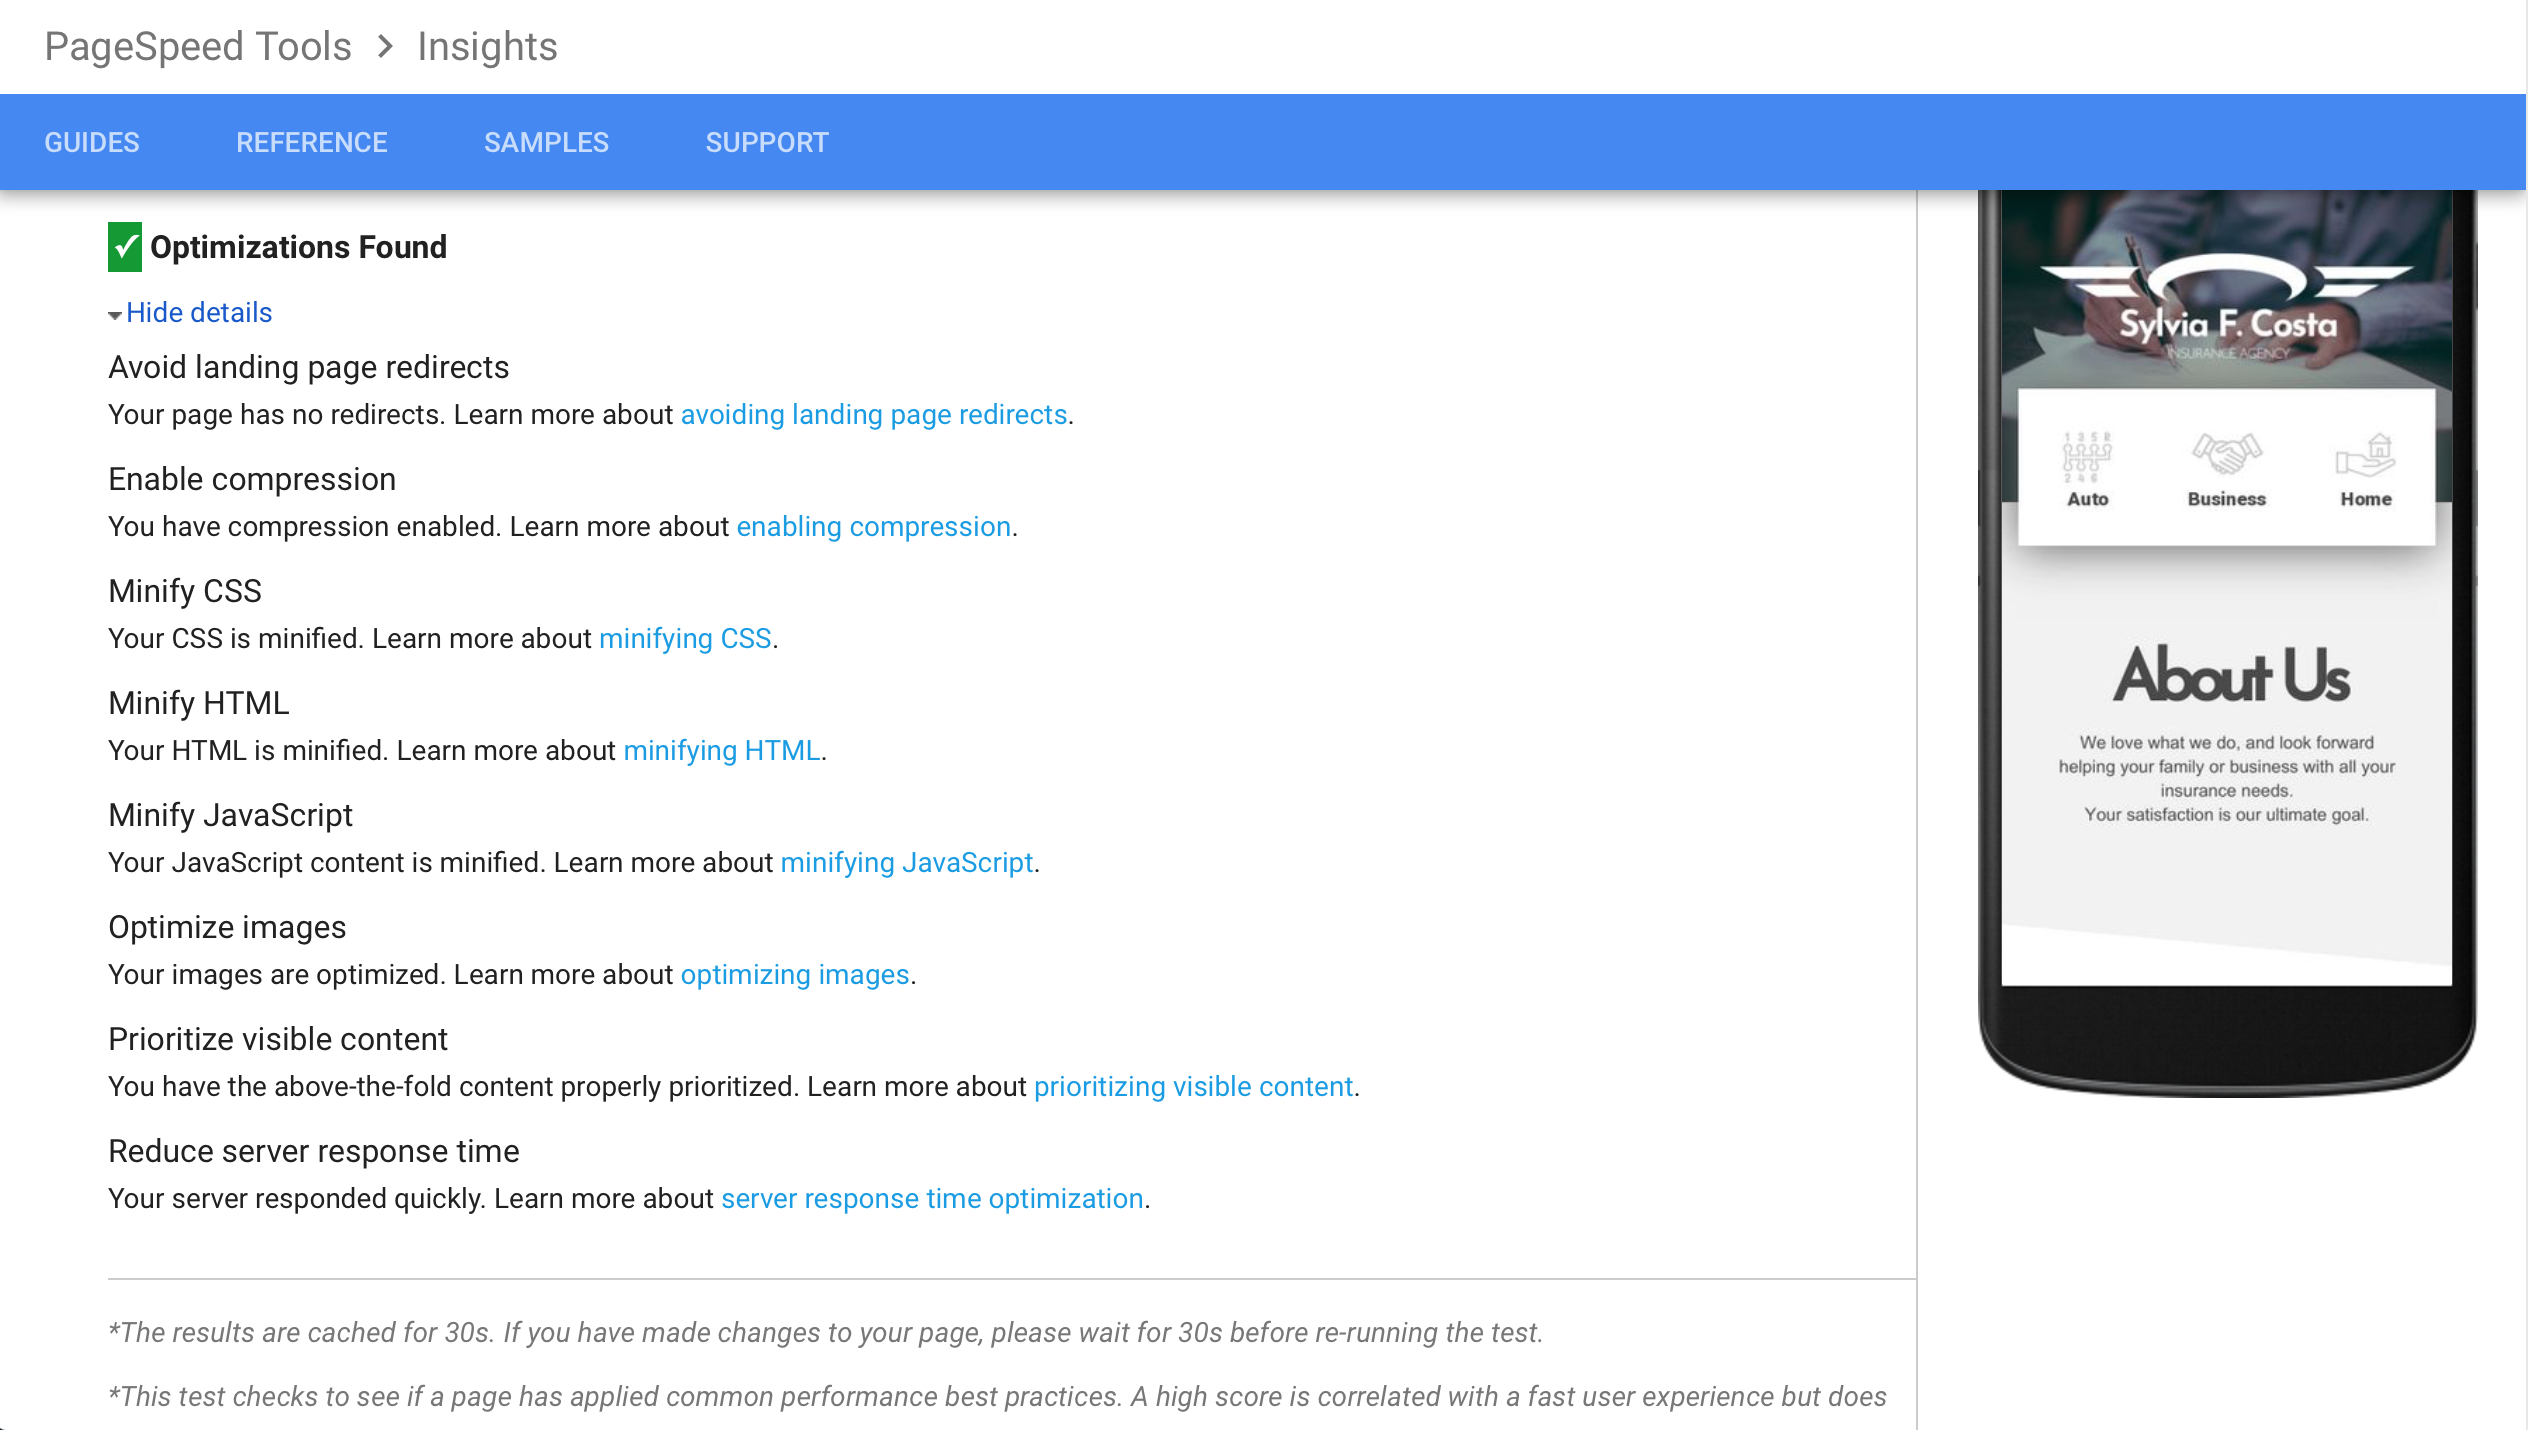 PageSpeed Tools > Insights
GUIDES REFERENCE SAMPLES SUPPORT
✓ Optimizations Found
Hide details
Avoid landing page redirects
Your page has no redirects. Learn more about avoiding landing page redirects.
Enable compression
You have compression enabled. Learn more about enabling compression.
Minify CSS
Your CSS is minified. Learn more about minifying CSS.
Minify HTML
Your HTML is minified. Learn more about minifying HTML.
Minify JavaScript
Your JavaScript content is minified. Learn more about minifying JavaScript.
Optimize images
Your images are optimized. Learn more about optimizing images.
Prioritize visible content
You have the above-the-fold content properly prioritized. Learn more about prioritizing visible content.
Reduce server response time
Your server responded quickly. Learn more about server response time optimization.
*The results are cached for 30s. If you have made changes to your page, please wait for 30s before re-running the test.
*This test checks to see if a page has applied common performance best practices. A high score is correlated with a fast user experience but does
Sylvia F. Costa
INSURANCE AGENCY
1 3 5 R
2 4 6
Auto Business Home
About Us
We love what we do, and look forward
helping your family or business with all your
insurance needs.
Your satisfaction is our ultimate goal.